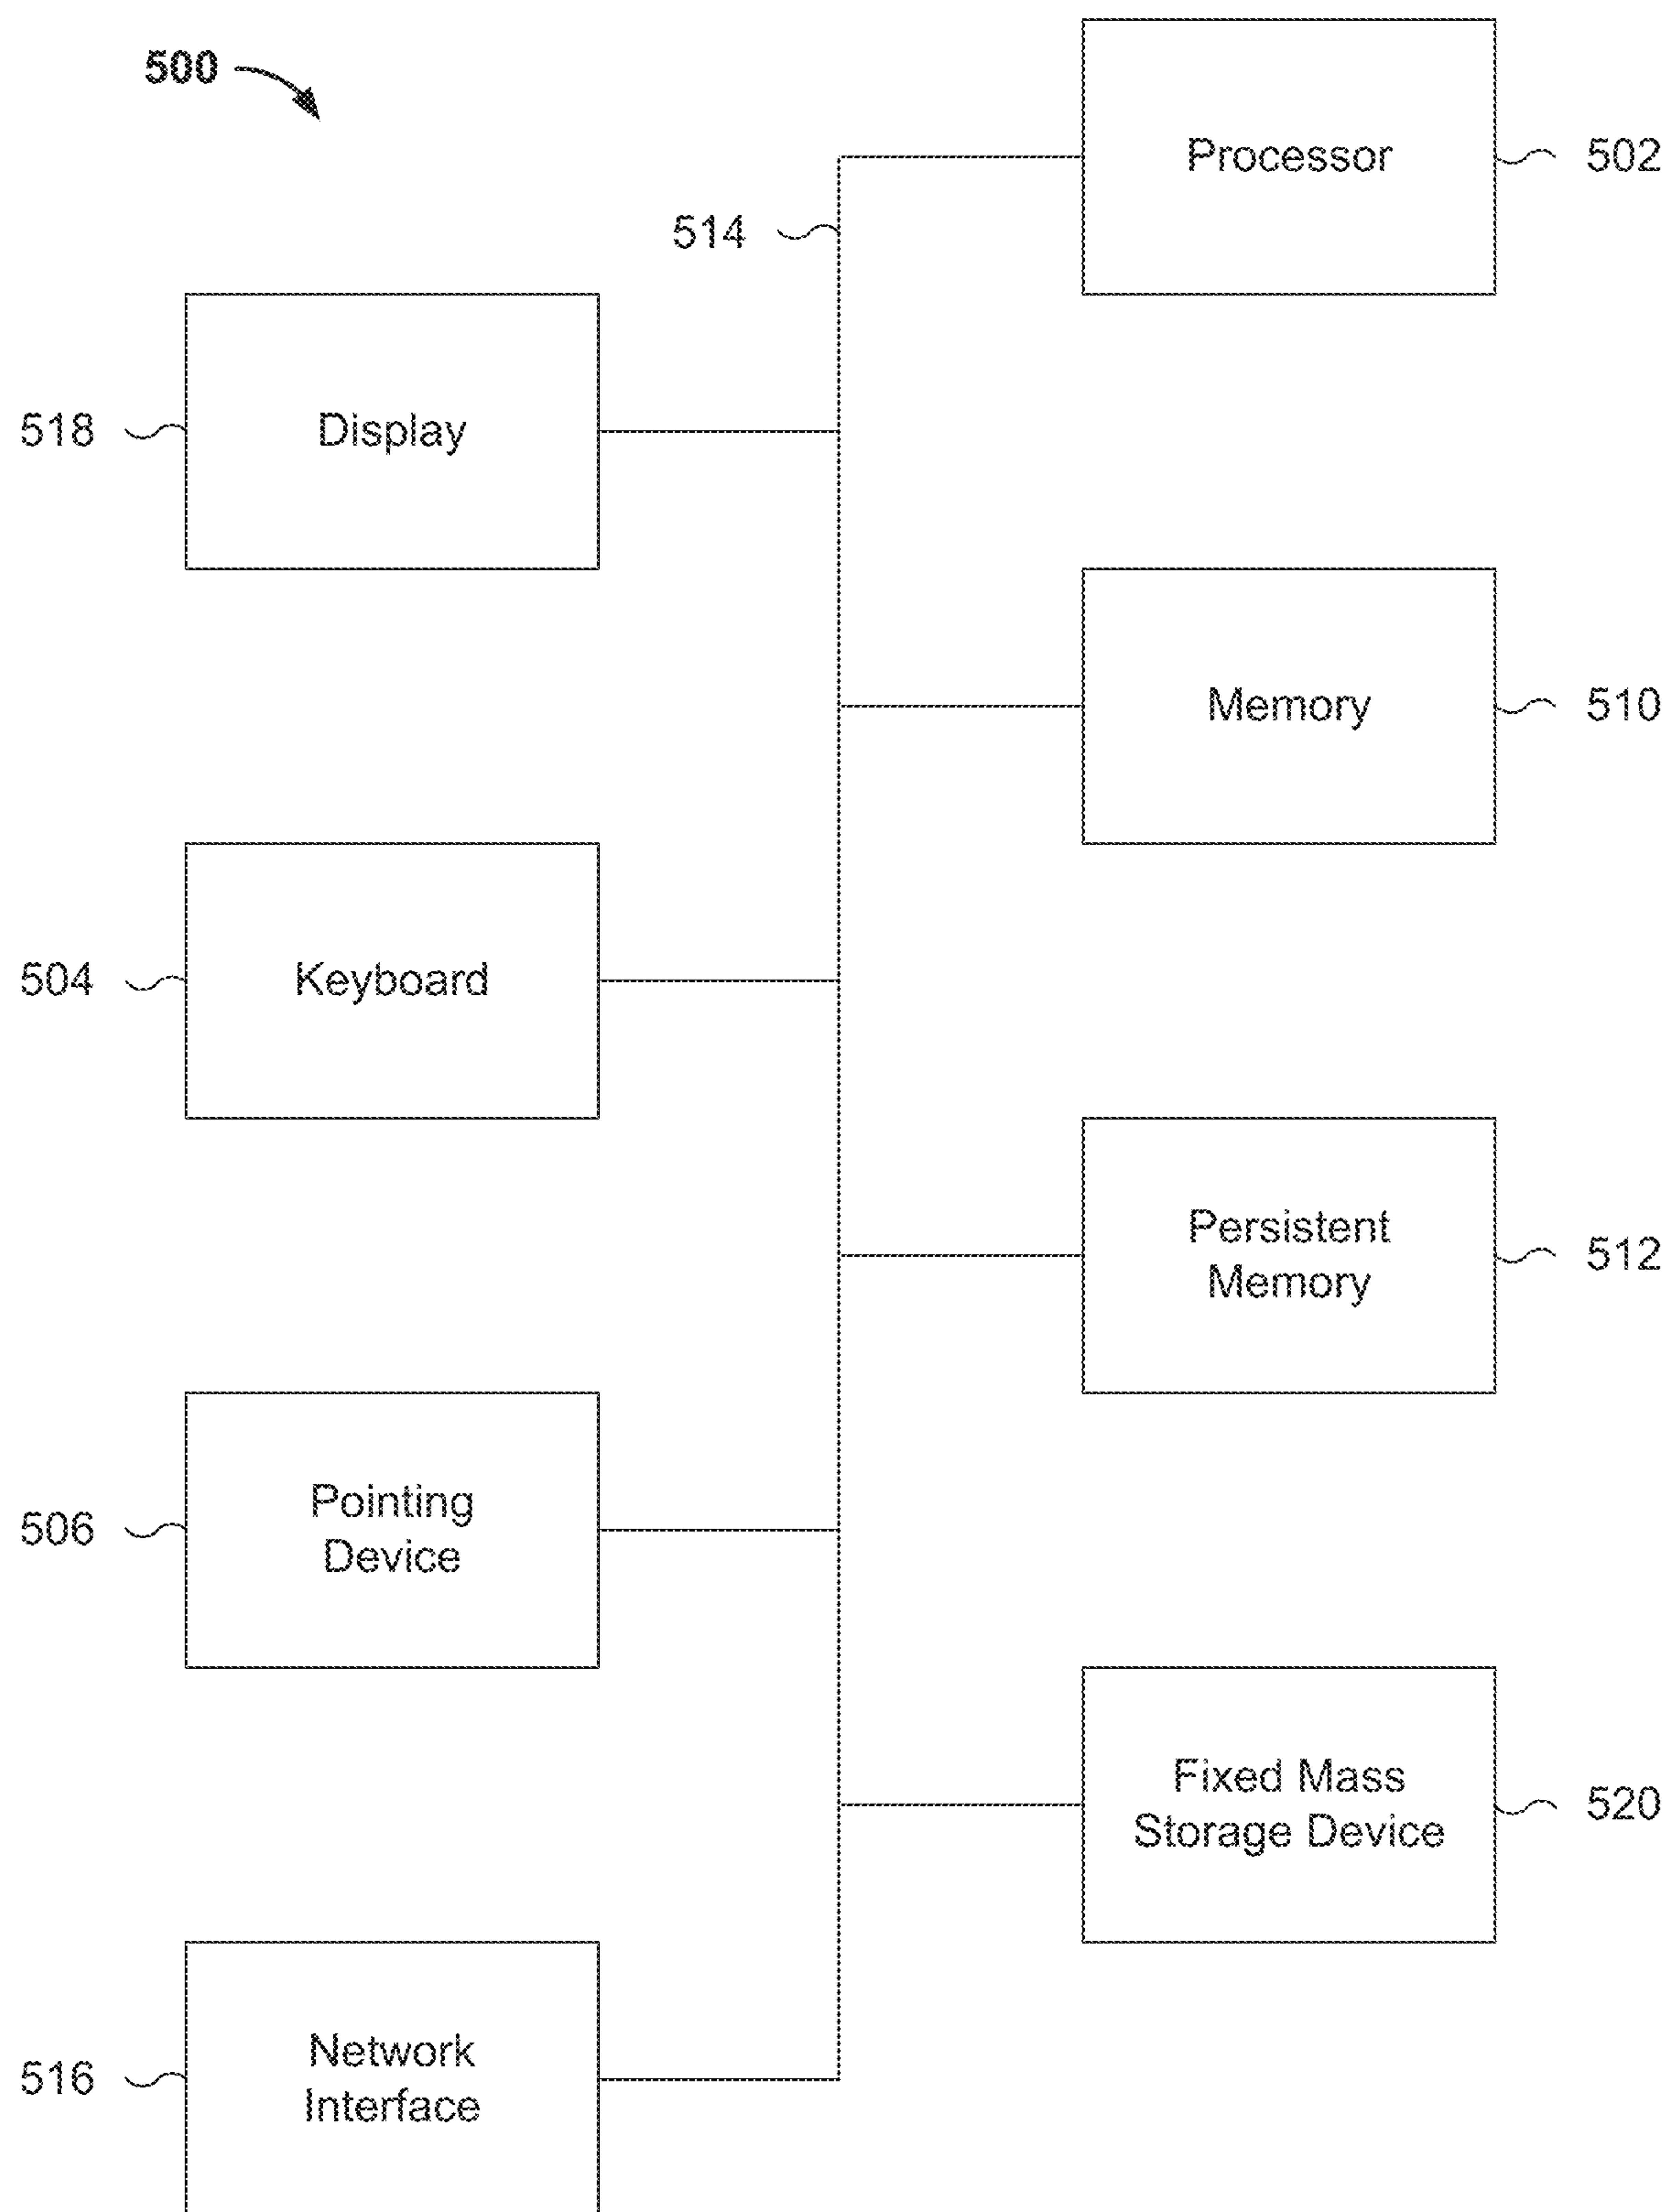 500
Processor
502
514
518
Display
Memory
510
504
Keyboard
Persistent
Memory
512
506
Pointing
Device
Fixed Mass
Storage Device
520
516
Network
Interface